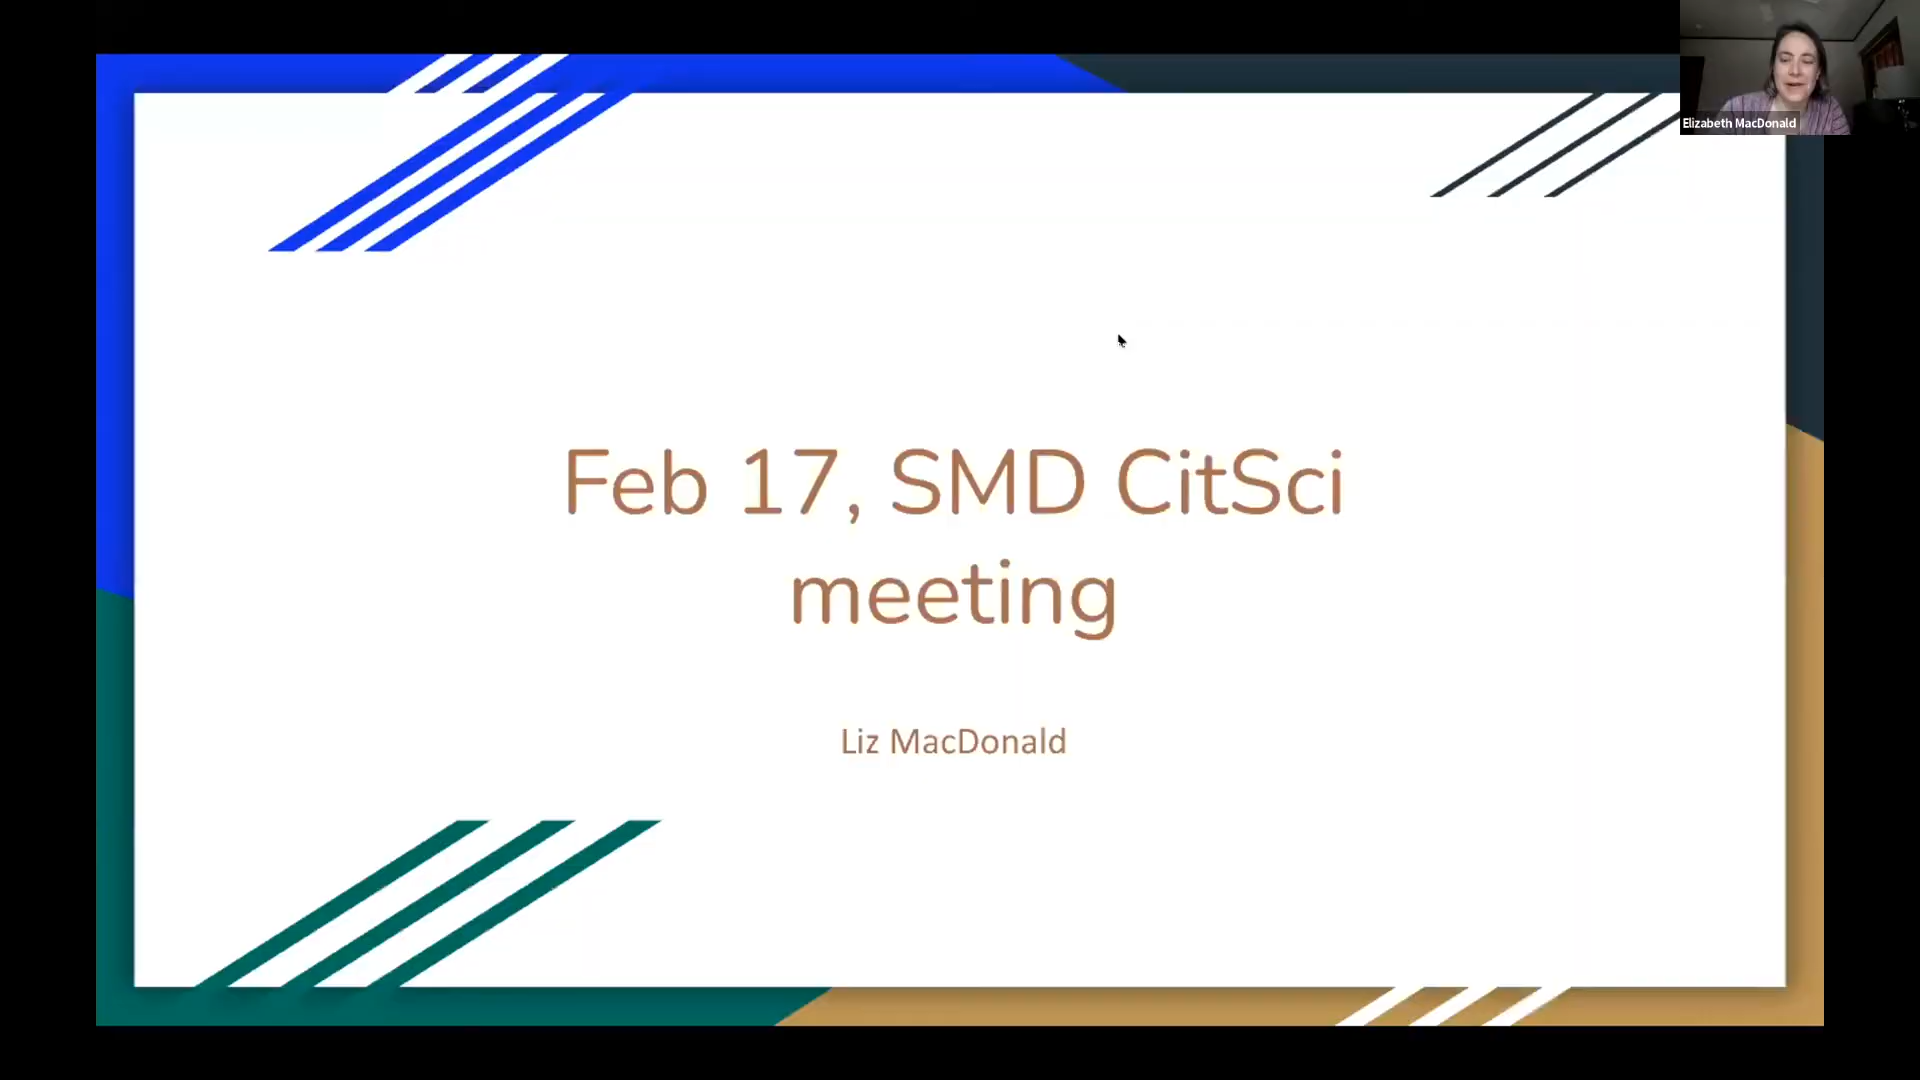 Elizabeth MacDonald
Feb 17, SMD CitSci
meeting
Liz MacDonald